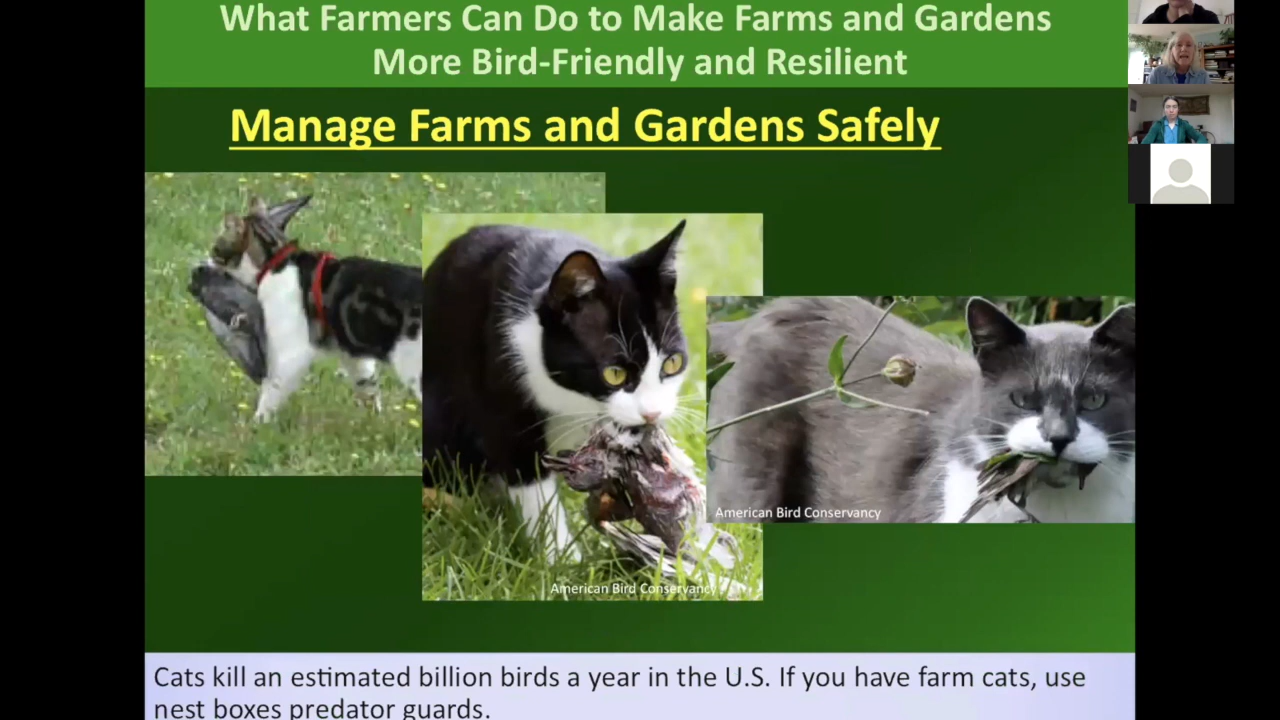 What Farmers Can Do to Make Farms and Gardens
More Bird-Friendly and Resilient
Manage Farms and Gardens Safely
American Bird Conservancy
American Bird Conservancy
Cats kill an estimated billion birds a year in the U.S. If you have farm cats, use
nest boxes predator guards.